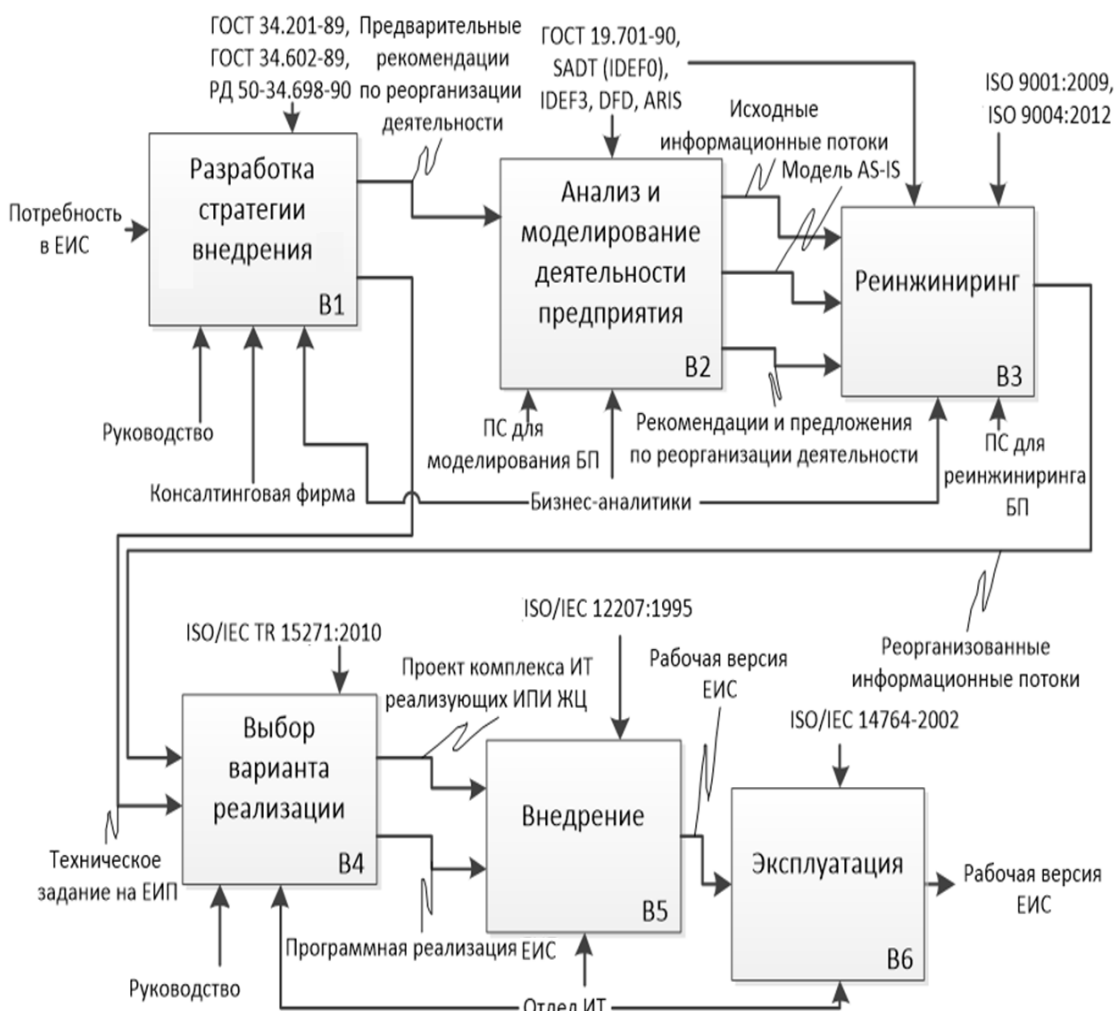 ГОСТ 34.201-89,
ГОСТ 34.602-89,
РД 50-34.698-90
Предварительные
рекомендации
по реорганизации
деятельности
ГОСТ 19.701-90,
SADT (IDEF0),
IDEF3, DFD, ARIS
Исходные
информационные потоки
Модель AS-IS
ISO 9001:2009,
ISO 9004:2012
Потребность
в ЕИС
Разработка
стратегии
внедрения
B1
Анализ и
моделирование
деятельности
предприятия
B2
Реинжиниринг
B3
Руководство
Консалтинговая фирма
ПС для
моделирования БП
Бизнес-аналитики
Рекомендации и предложения
по реорганизации деятельности
ПС для
реинжиниринга
БП
ISO/IEC TR 15271:2010
Проект комплекса ИТ
реализующих ИПИ ЖЦ
ISO/IEC 12207:1995
Рабочая версия
ЕИС
Реорганизованные
информационные потоки
ISO/IEC 14764-2002
Выбор
варианта
реализации
B4
Внедрение
B5
Эксплуатация
B6
Техническое
задание на ЕИП
Программная реализация ЕИС
Рабочая версия
ЕИС
Руководство
Отдел ИТ